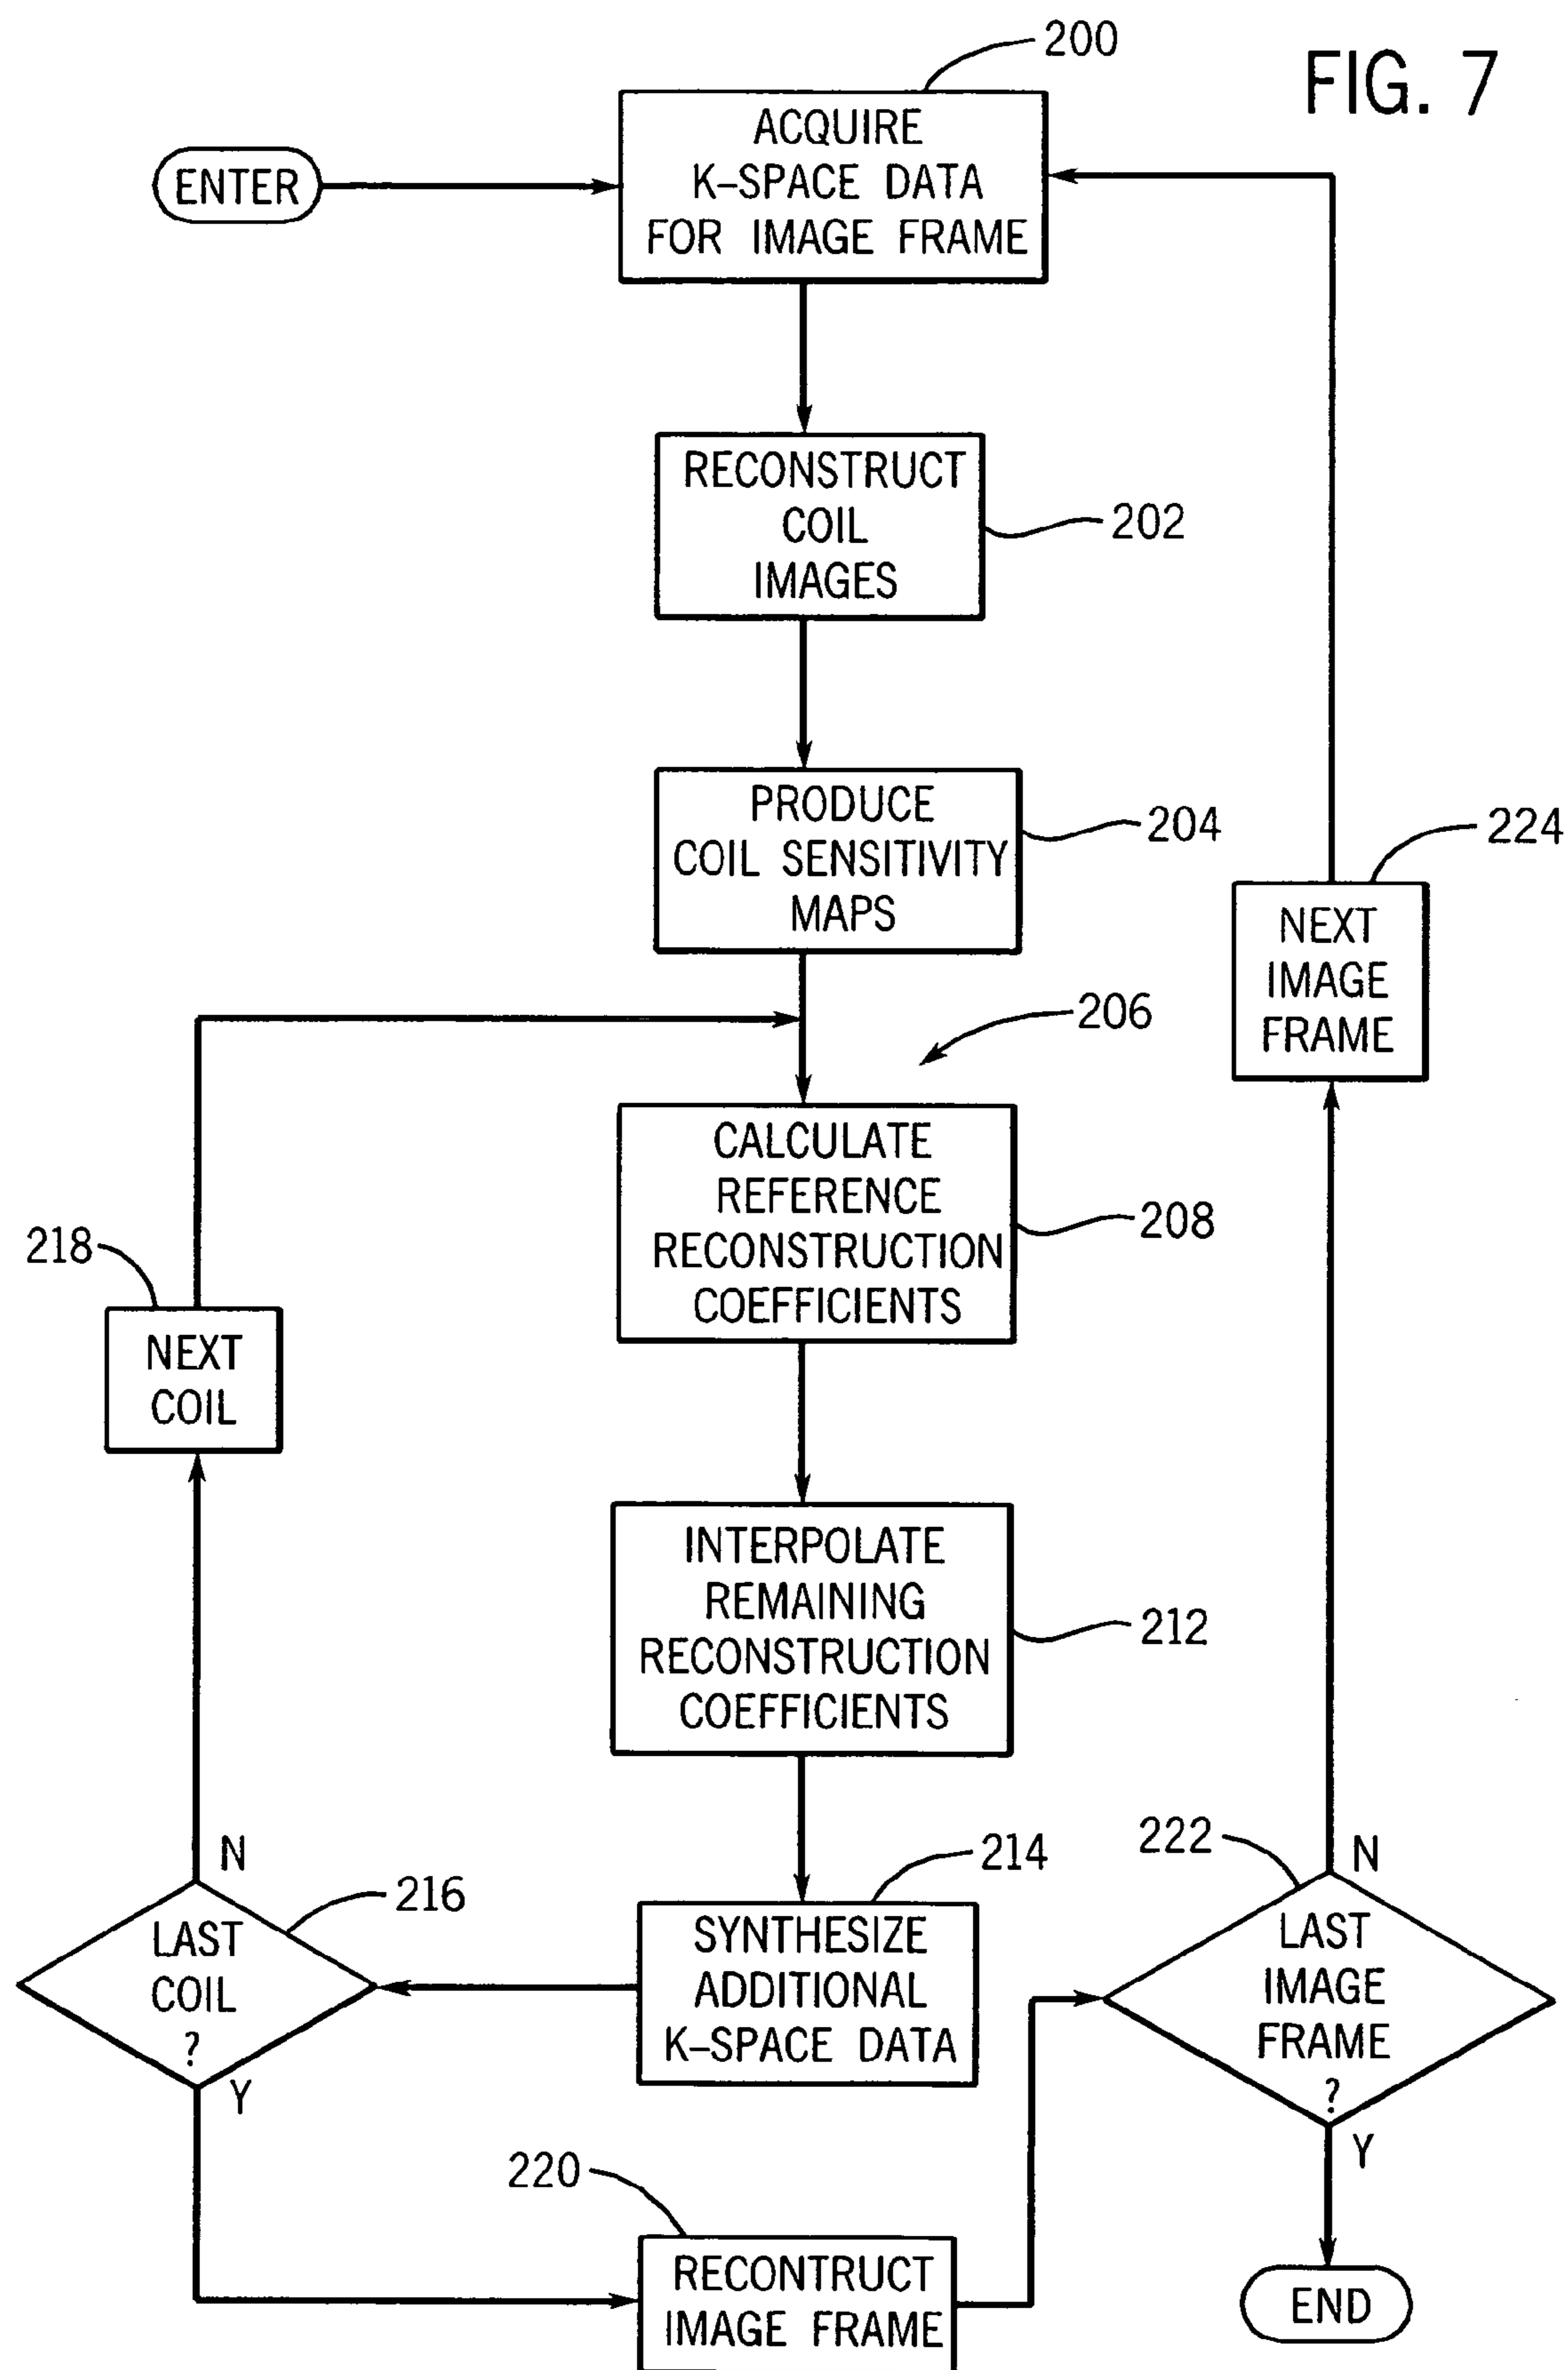 FIG. 7
200
ENTER
ACQUIRE
K-SPACE DATA
FOR IMAGE FRAME
RECONSTRUCT
COIL
IMAGES
202
PRODUCE
COIL SENSITIVITY
MAPS
204
224
NEXT
IMAGE
FRAME
206
CALCULATE
REFERENCE
RECONSTRUCTION
COEFFICIENTS
208
218
NEXT
COIL
INTERPOLATE
REMAINING
RECONSTRUCTION
COEFFICIENTS
212
214
SYNTHESIZE
ADDITIONAL
K-SPACE DATA
N
216
LAST
COIL
?
Y
222
N
LAST
IMAGE
FRAME
?
Y
220
RECONTRUCT
IMAGE FRAME
END